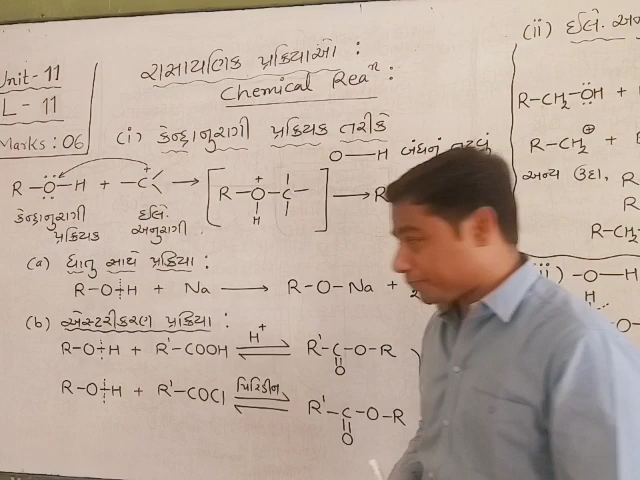 Unit - 11
L - 11
Marks : 06
રાસાયણિક પ્રક્રિયાઓ :
Chemical Reaⁿ :
(i) કેન્દ્રાનુરાગી પ્રક્રિયક તરીકે
O—H બંધનું તૂટવું
R-Ö-H + -C⁺ → [R-O⁺(H)-C-] → R
કેન્દ્રાનુરાગી ઇલે.
પ્રક્રિયક અનુરાગી.
(a) ધાતુ સાથે પ્રક્રિયા :
R-O-H + Na → R-O-Na +
(b) એસ્ટરીકરણ પ્રક્રિયા :
R-O-H + R'-COOH ⇌ H⁺ R'-C(=O)-O-R
R-O-H + R'-COCl ⇌ પિરિડીન R'-C(=O)-O-R
(ii) ઇલે.
R-CH₂-ÖH +
R-CH₂⊕ +
અન્ય ઉદા,
R
R
R-CH₂-
-O-H
H